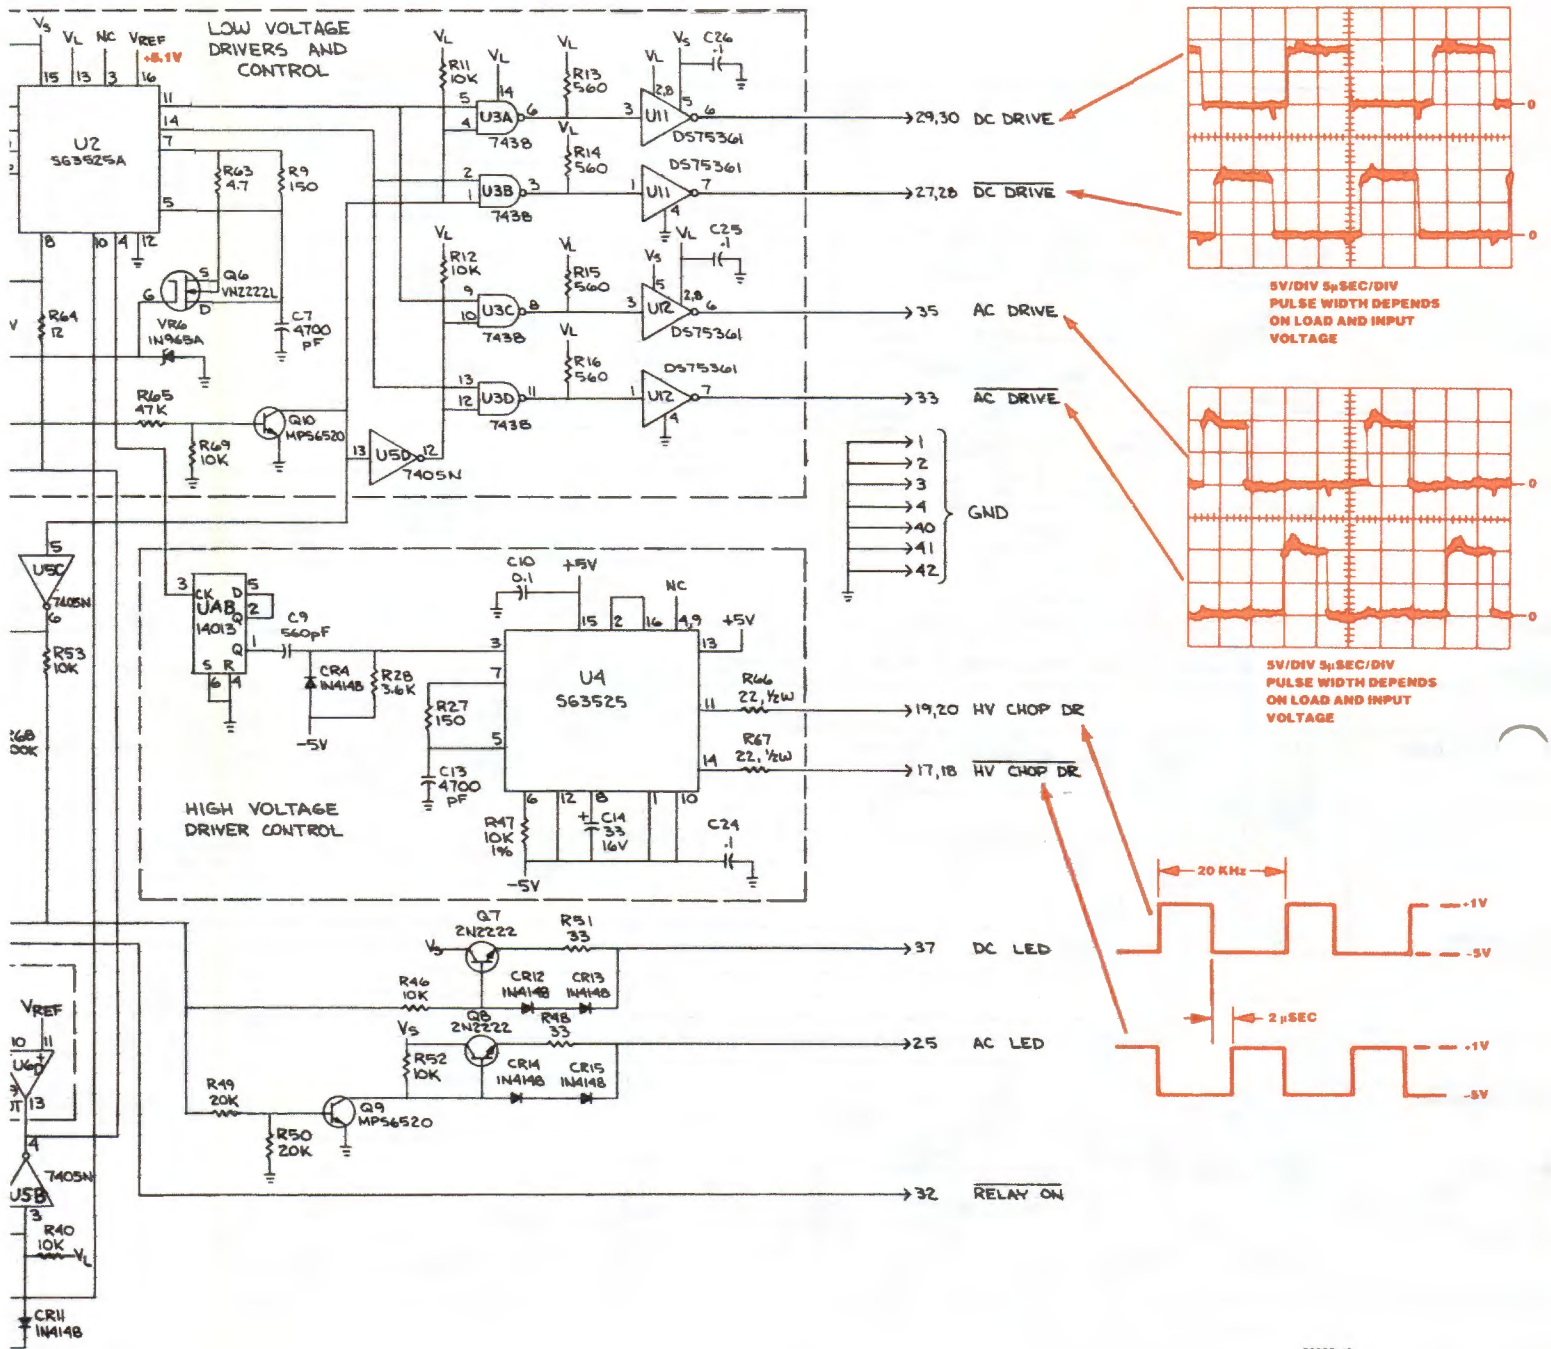 LOW VOLTAGE
DRIVERS AND
CONTROL
VS
VL
NC
VREF
+5.1V
15
13
3
16
11
14
7
5
U2
SG3525A
8
10
4
12
R63
4.7
R9
150
S
Q6
VN2222L
G
D
VR6
1N965A
C7
4700
PF
R64
12
R65
47K
R69
10K
Q10
MPS6520
13
U5D
12
7405N
VL
R11
10K
VL
14
5
4
U3A
6
7438
VL
R13
560
VL
2,8
3
U11
VS
5
6
DS75361
C26
.1
2
1
U3B
3
7438
VL
R14
560
1
U11
7
4
DS75361
VL
R12
10K
9
10
U3C
8
7438
VL
R15
560
VS
5
3
U12
VL
2,8
6
DS75361
C25
.1
13
12
U3D
11
7438
VL
R16
560
1
U12
7
4
DS75361
29,30 DC DRIVE
27,28 DC DRIVE
35 AC DRIVE
33 AC DRIVE
1
2
3
4
40
41
42
GND
0
0
5V/DIV 5µSEC/DIV
PULSE WIDTH DEPENDS
ON LOAD AND INPUT
VOLTAGE
0
0
5V/DIV 5µSEC/DIV
PULSE WIDTH DEPENDS
ON LOAD AND INPUT
VOLTAGE
5
U5C
7405N
6
R53
10K
3
CK
D
5
UAB
Q
2
14013
Q
1
S
R
6
4
C9
560pF
CR4
1N4148
R28
3.6K
-5V
C10
0.1
+5V
NC
15
2
16
4,9
13
+5V
3
7
5
U4
SG3525
11
14
6
12
8
1
10
R27
150
C13
4700
PF
R66
22, ½W
R67
22, ½W
R47
10K
1%
+
C14
33
16V
C24
.1
-5V
HIGH VOLTAGE
DRIVER CONTROL
19,20 HV CHOP DR
17,18 HV CHOP DR
20 KHz
+1V
-5V
2 µSEC
+1V
-5V
Q7
2N2222
R51
33
R46
10K
CR12
1N4148
CR13
1N4148
37 DC LED
VS
Q8
2N2222
R48
33
R52
10K
CR14
1N4148
CR15
1N4148
25 AC LED
R49
20K
R50
20K
Q9
MPS6520
32 RELAY ON
VREF
10
11
U6D
+
13
4
7405N
U5B
3
R40
10K
VL
CR11
1N4148